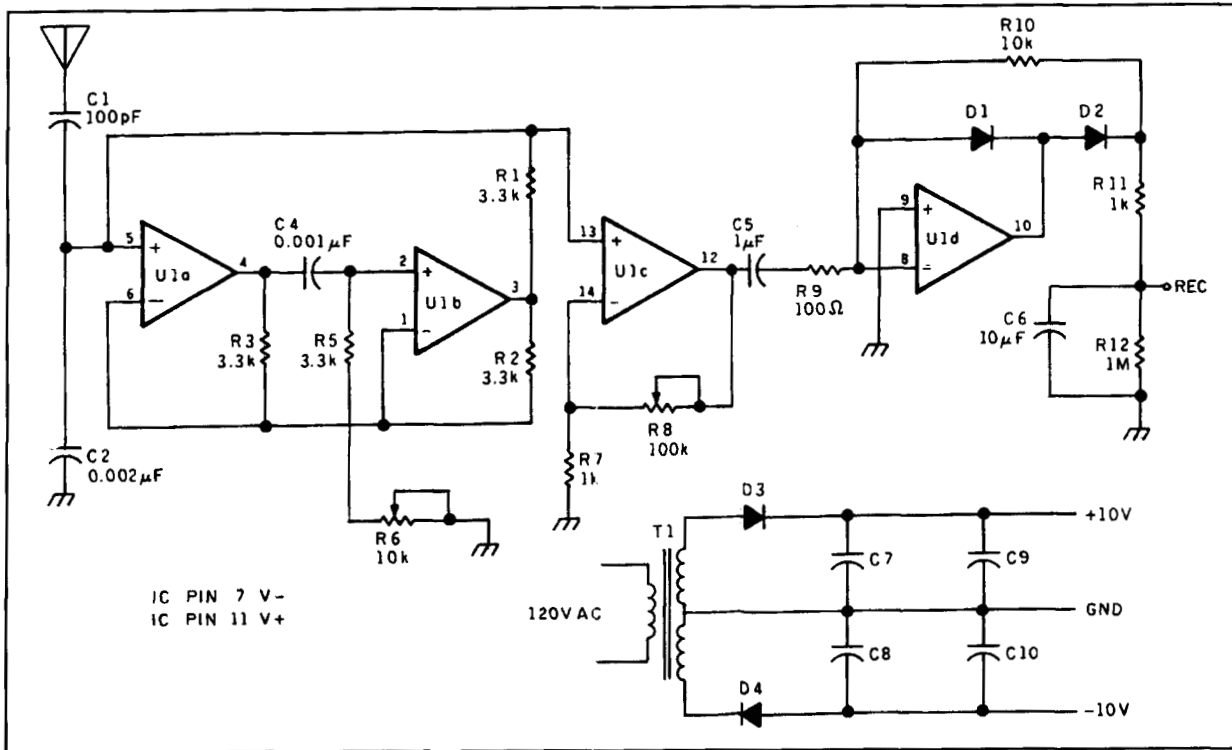 C1
100pF
R10
10k
D1
D2
R1
3.3k
R11
1k
C4
0.001μF
5
+
U1a
4
6
−
2
+
U1b
3
1
−
13
+
U1c
12
14
−
C5
1μF
R9
100Ω
9
+
U1d
10
8
−
REC
R3
3.3k
R5
3.3k
R2
3.3k
C6
10μF
R12
1M
R8
100k
R7
1k
C2
0.002μF
R6
10k
IC PIN 7 V-
IC PIN 11 V+
T1
120V AC
D3
D4
C7
C9
C8
C10
+10V
GND
-10V